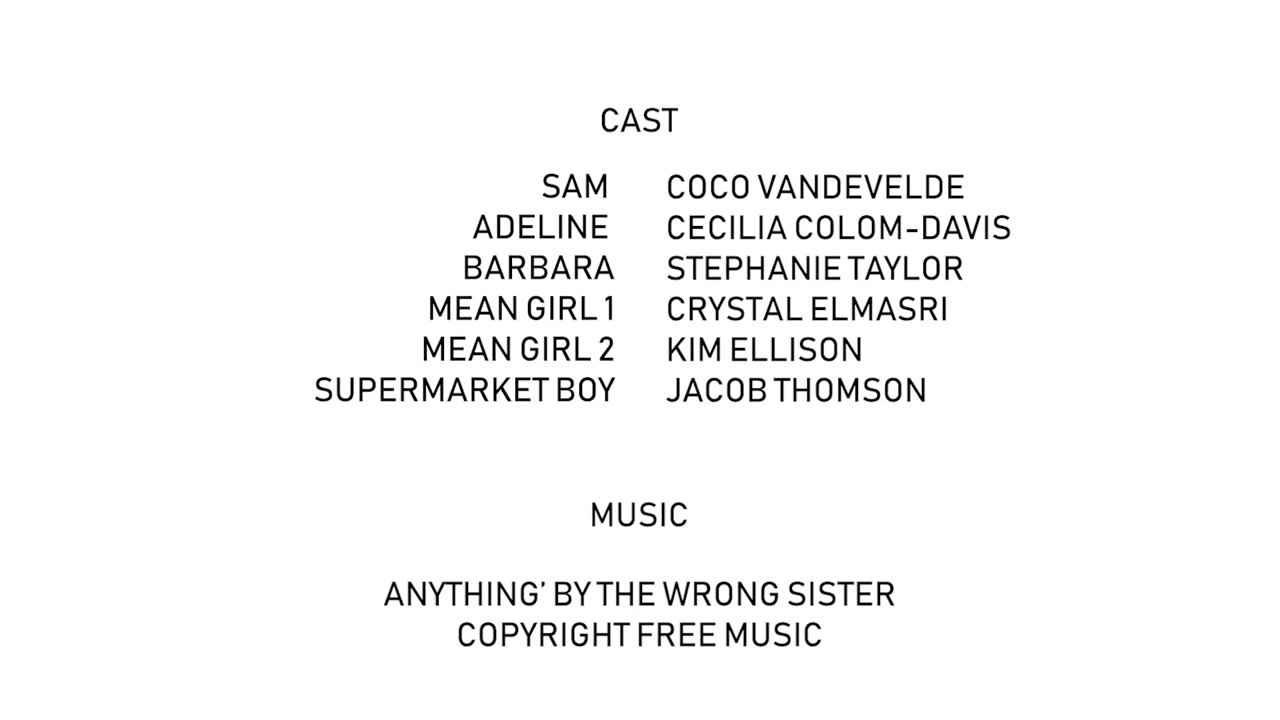 CAST
SAM COCO VANDEVELDE
ADELINE CECILIA COLOM-DAVIS
BARBARA STEPHANIE TAYLOR
MEAN GIRL 1 CRYSTAL ELMASRI
MEAN GIRL 2 KIM ELLISON
SUPERMARKET BOY JACOB THOMSON
MUSIC
ANYTHING’ BY THE WRONG SISTER
COPYRIGHT FREE MUSIC